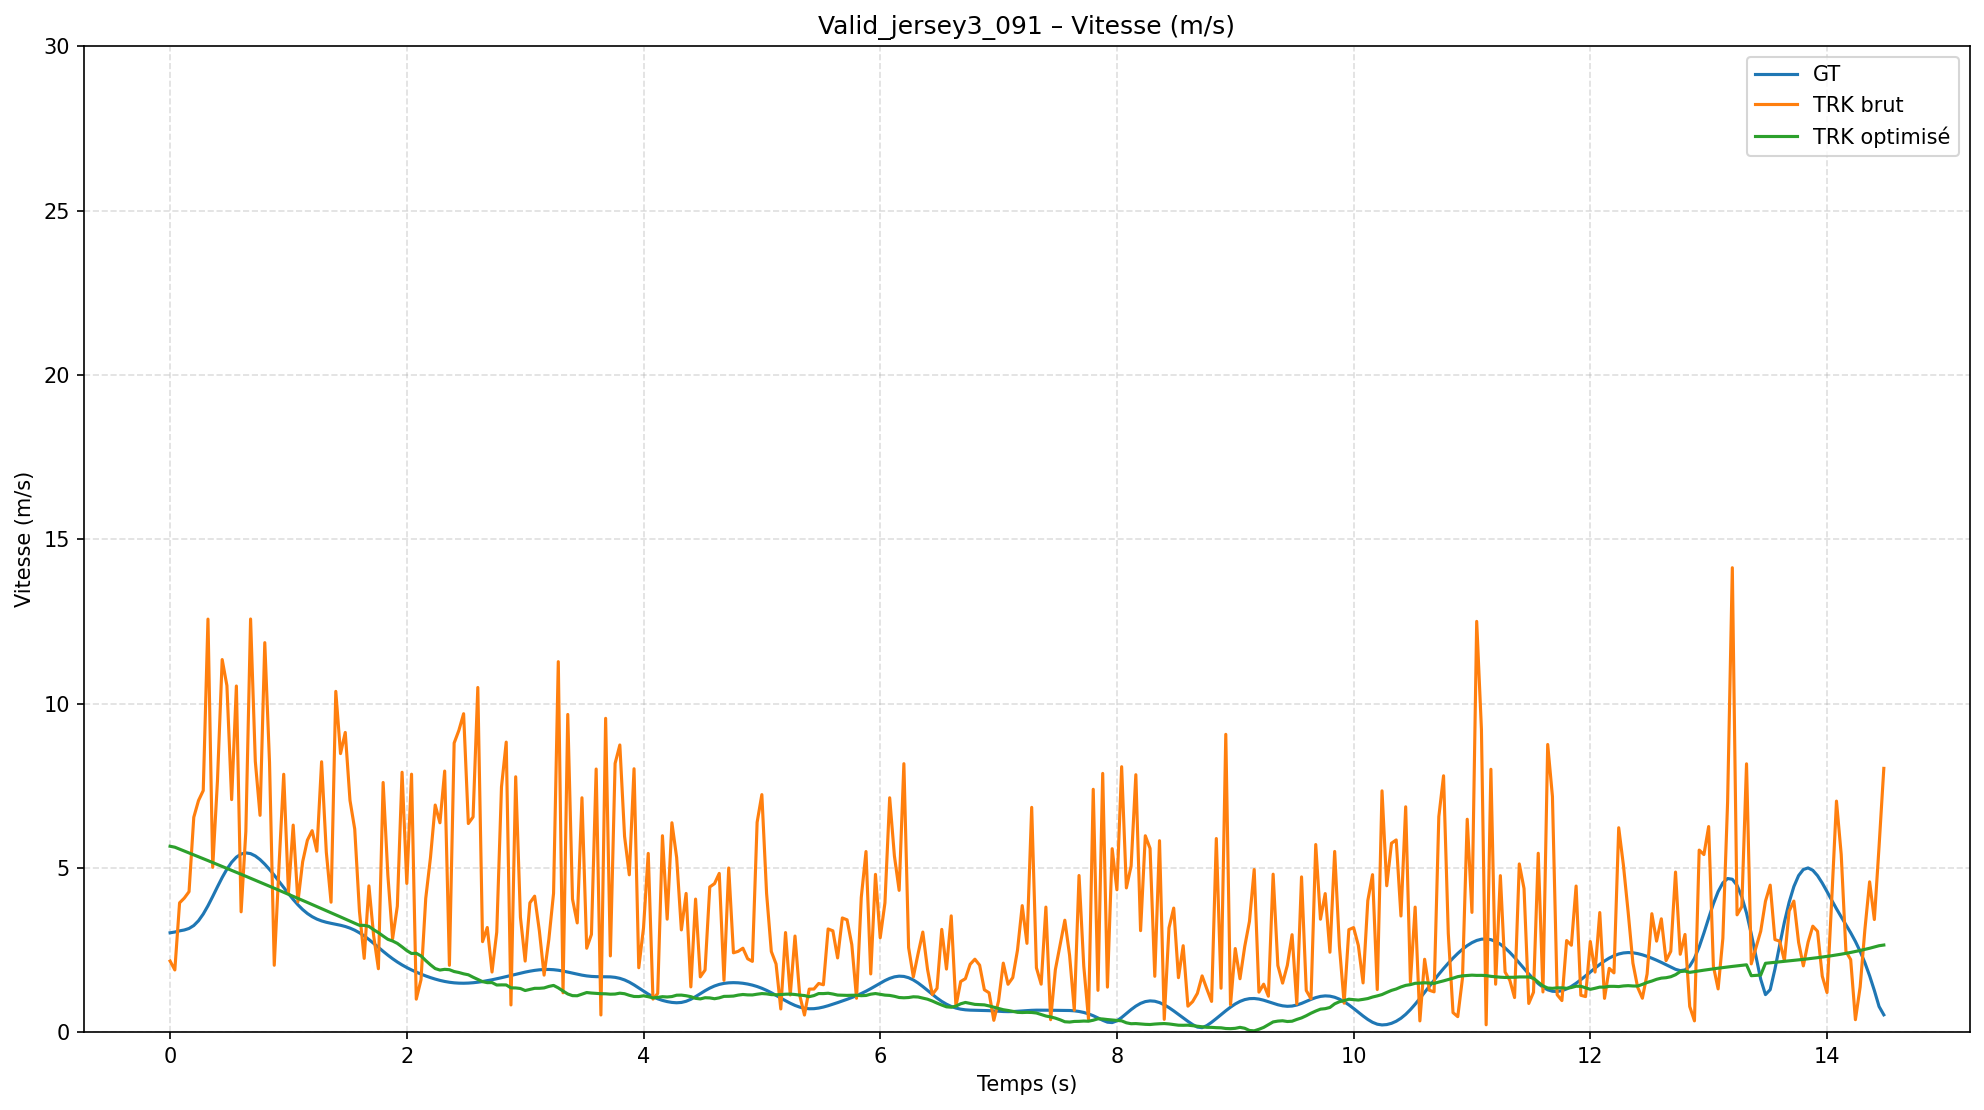 Valid_jersey3_091 – Vitesse (m/s)
30
25
20
15
10
5
0
Vitesse (m/s)
GT
TRK brut
TRK optimisé
0 2 4 6 8 10 12 14
Temps (s)